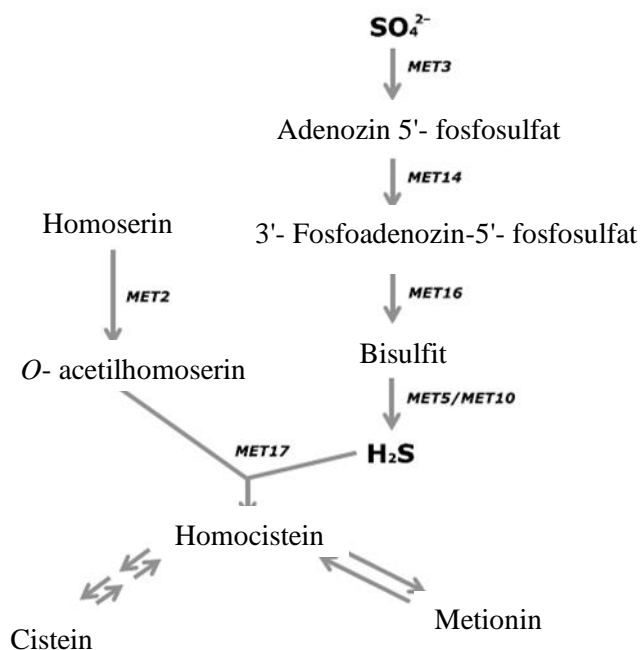 SO₄²⁻
MET3
Adenozin 5'- fosfosulfat
MET14
Homoserin
3'- Fosfoadenozin-5'- fosfosulfat
MET2
MET16
O- acetilhomoserin
Bisulfit
MET5/MET10
MET17
H₂S
Homocistein
Cistein
Metionin